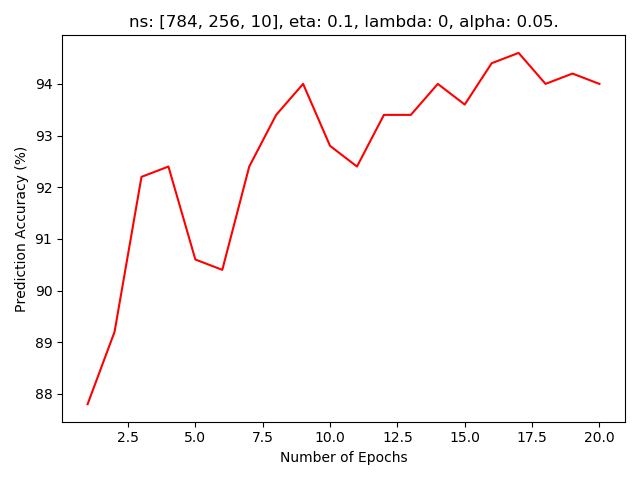 ns: [784, 256, 10], eta: 0.1, lambda: 0, alpha: 0.05.
94
93
92
91
90
89
88
Prediction Accuracy (%)
2.5 5.0 7.5 10.0 12.5 15.0 17.5 20.0
Number of Epochs